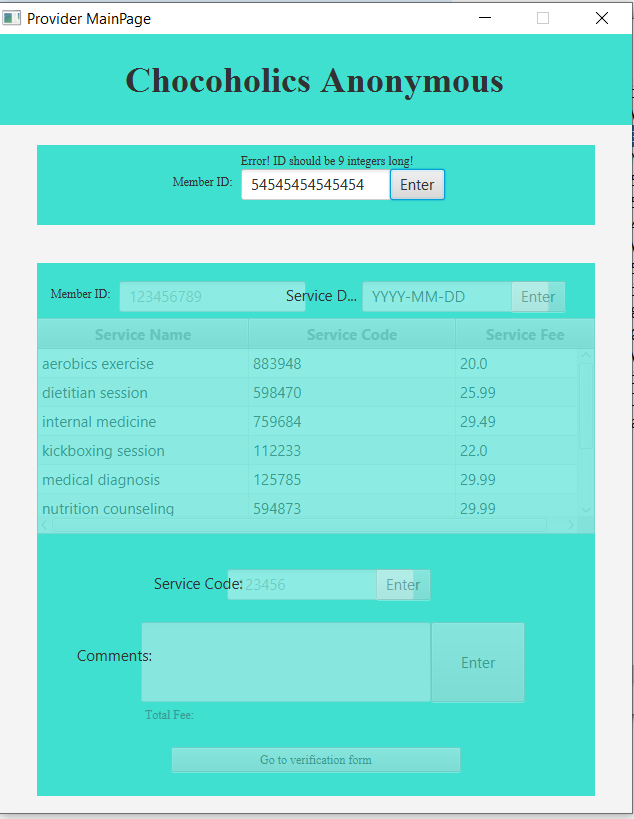 Provider MainPage
Chocoholics Anonymous
Error! ID should be 9 integers long!
Member ID: 54545454545454 Enter
Member ID: 123456789 Service D... YYYY-MM-DD Enter
Service Name Service Code Service Fee
aerobics exercise 883948 20.0
dietitian session 598470 25.99
internal medicine 759684 29.49
kickboxing session 112233 22.0
medical diagnosis 125785 29.99
nutrition counseling 594873 29.99
Service Code: 23456 Enter
Comments: Enter
Total Fee:
Go to verification form